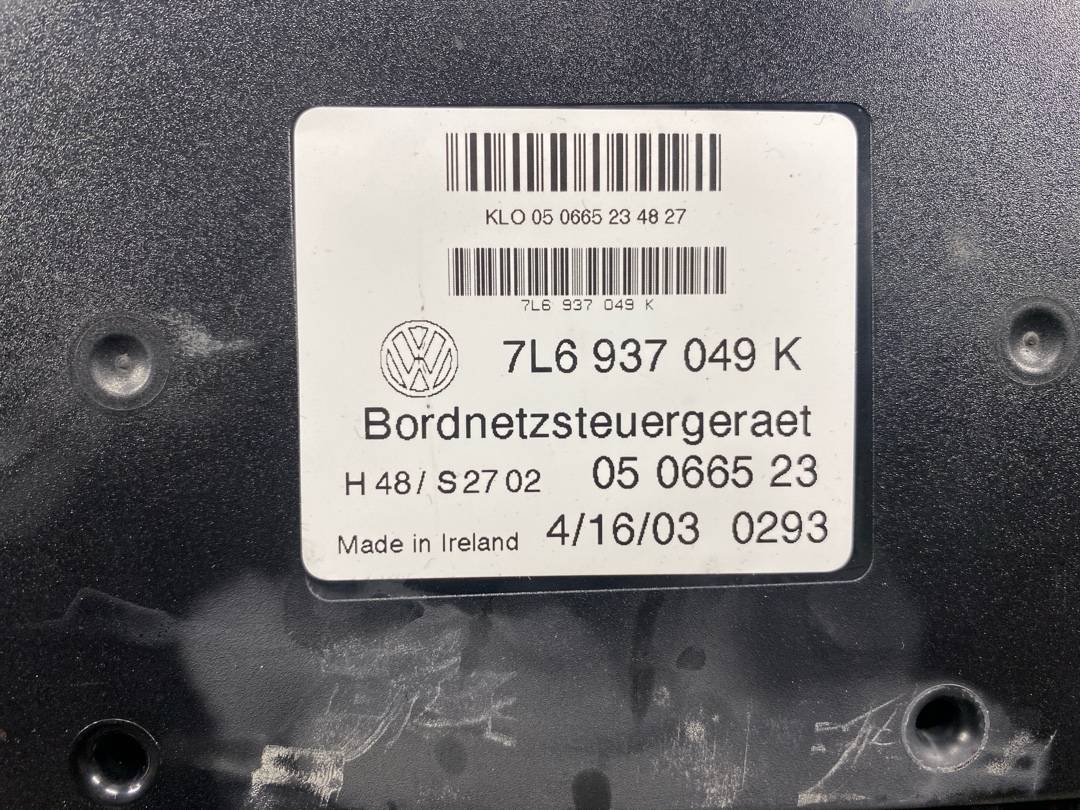 KLO 05 0665 23 48 27
7L6 937 049 K
7L6 937 049 K
Bordnetzsteuergeraet
H 48 / S 27 02 05 0665 23
Made in Ireland 4/16/03 0293